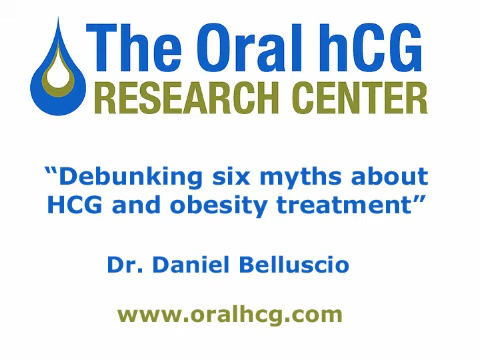 The Oral hCG
RESEARCH CENTER
“Debunking six myths about
HCG and obesity treatment”
Dr. Daniel Belluscio
www.oralhcg.com